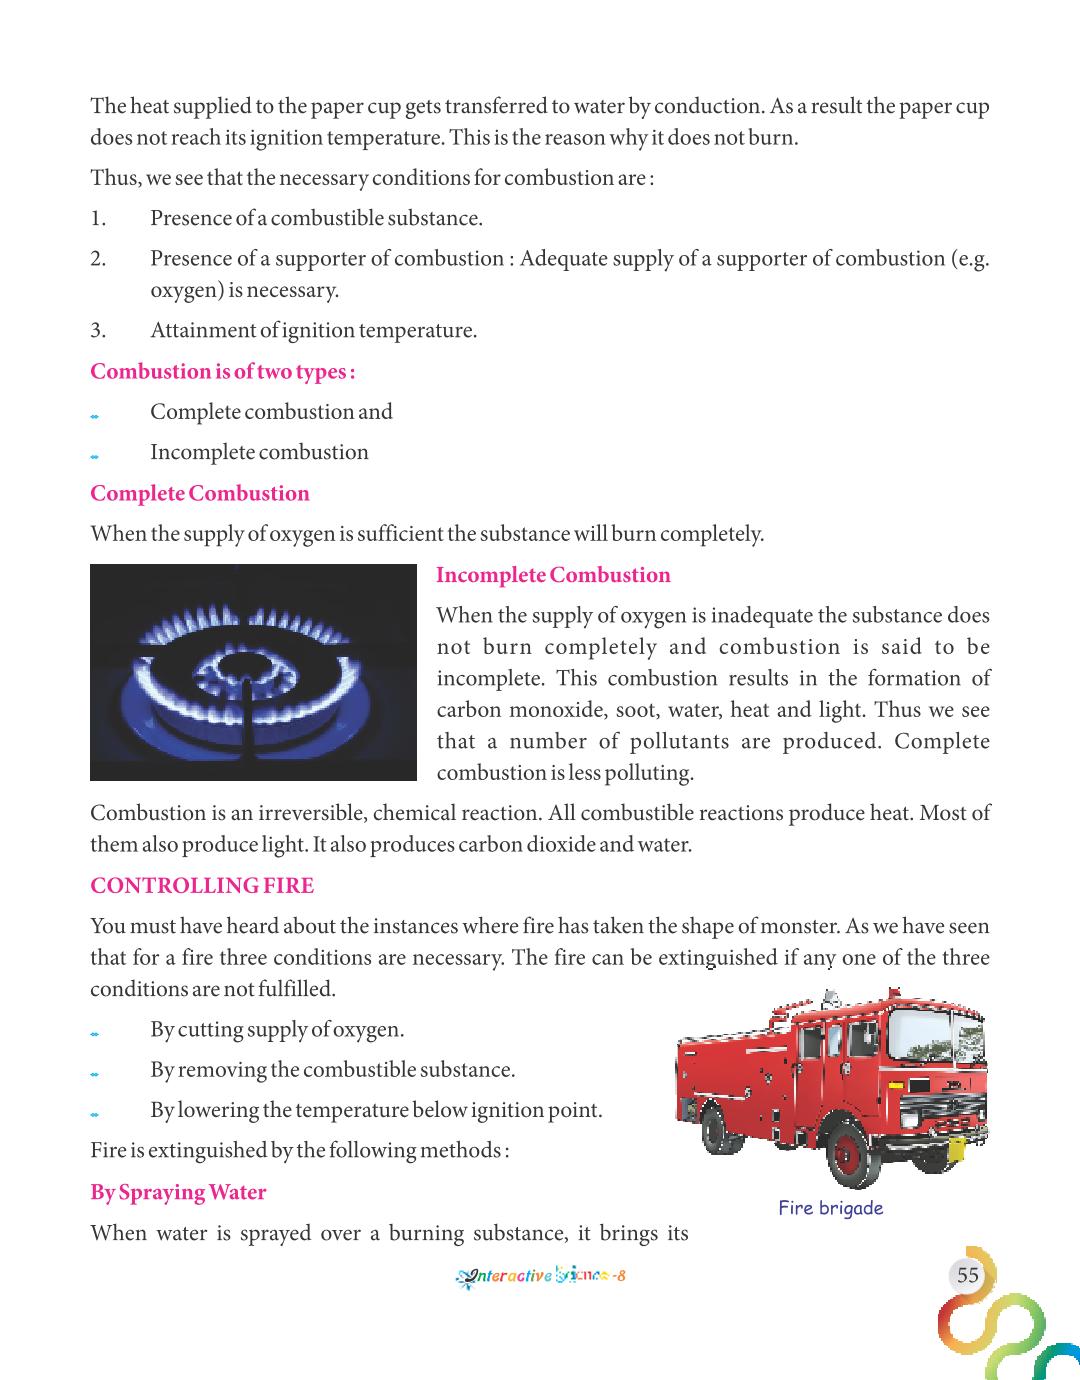 The heat supplied to the paper cup gets transferred to water by conduction. As a result the paper cup
does not reach its ignition temperature. This is the reason why it does not burn.
Thus, we see that the necessary conditions for combustion are :
1. Presence of a combustible substance.
2. Presence of a supporter of combustion : Adequate supply of a supporter of combustion (e.g.
oxygen) is necessary.
3. Attainment of ignition temperature.
Combustion is of two types :
Complete combustion and
Incomplete combustion
Complete Combustion
When the supply of oxygen is sufficient the substance will burn completely.
Incomplete Combustion
When the supply of oxygen is inadequate the substance does
not burn completely and combustion is said to be
incomplete. This combustion results in the formation of
carbon monoxide, soot, water, heat and light. Thus we see
that a number of pollutants are produced. Complete
combustion is less polluting.
Combustion is an irreversible, chemical reaction. All combustible reactions produce heat. Most of
them also produce light. It also produces carbon dioxide and water.
CONTROLLING FIRE
You must have heard about the instances where fire has taken the shape of monster. As we have seen
that for a fire three conditions are necessary. The fire can be extinguished if any one of the three
conditions are not fulfilled.
By cutting supply of oxygen.
By removing the combustible substance.
By lowering the temperature below ignition point.
Fire is extinguished by the following methods :
By Spraying Water
When water is sprayed over a burning substance, it brings its
Fire brigade
Interactive Science -8
55